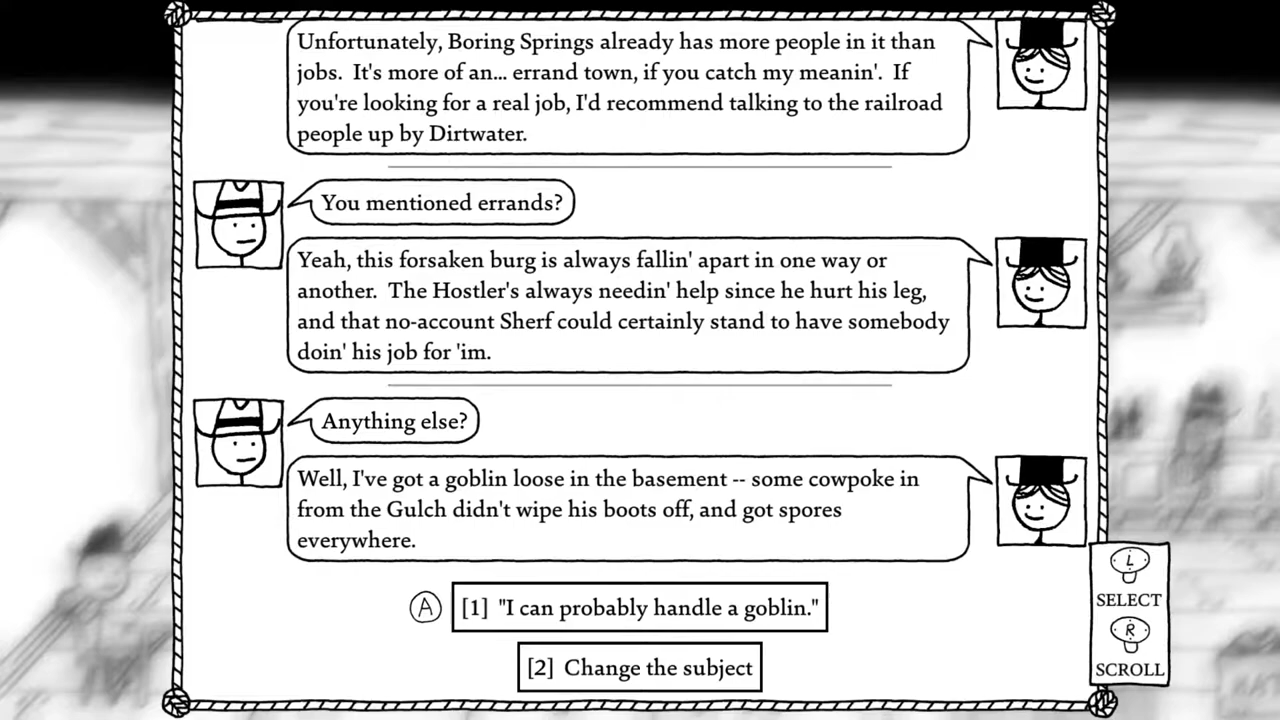 Unfortunately, Boring Springs already has more people in it than
jobs. It's more of an... errand town, if you catch my meanin'. If
you're looking for a real job, I'd recommend talking to the railroad
people up by Dirtwater.
You mentioned errands?
Yeah, this forsaken burg is always fallin' apart in one way or
another. The Hostler's always needin' help since he hurt his leg,
and that no-account Sherf could certainly stand to have somebody
doin' his job for 'im.
Anything else?
Well, I've got a goblin loose in the basement -- some cowpoke in
from the Gulch didn't wipe his boots off, and got spores
everywhere.
A [1] "I can probably handle a goblin."
[2] Change the subject
L
SELECT
R
SCROLL